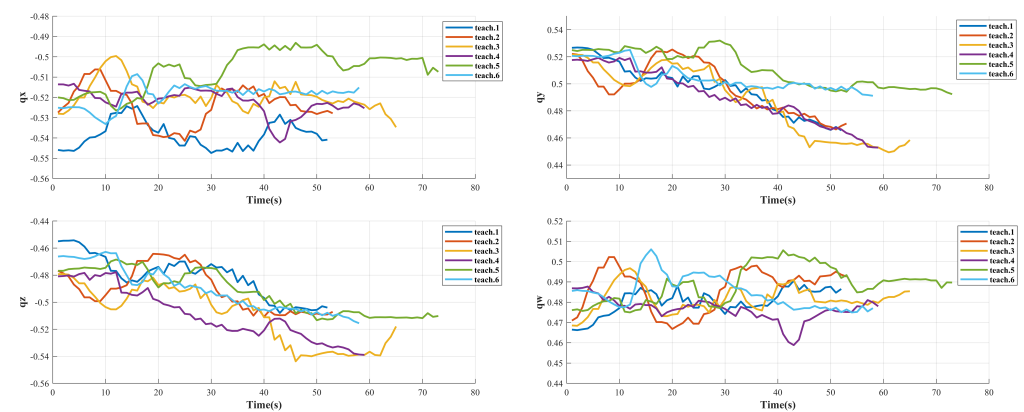 -0.48
-0.49
-0.5
-0.51
-0.52
-0.53
-0.54
-0.55
-0.56
qx
0 10 20 30 40 50 60 70 80
Time(s)
teach.1
teach.2
teach.3
teach.4
teach.5
teach.6
0.54
0.52
0.5
0.48
0.46
0.44
qy
0 10 20 30 40 50 60 70 80
Time(s)
teach.1
teach.2
teach.3
teach.4
teach.5
teach.6
-0.44
-0.46
-0.48
-0.5
-0.52
-0.54
-0.56
qz
0 10 20 30 40 50 60 70 80
Time(s)
teach.1
teach.2
teach.3
teach.4
teach.5
teach.6
0.52
0.51
0.5
0.49
0.48
0.47
0.46
0.45
0.44
qw
0 10 20 30 40 50 60 70 80
Time(s)
teach.1
teach.2
teach.3
teach.4
teach.5
teach.6